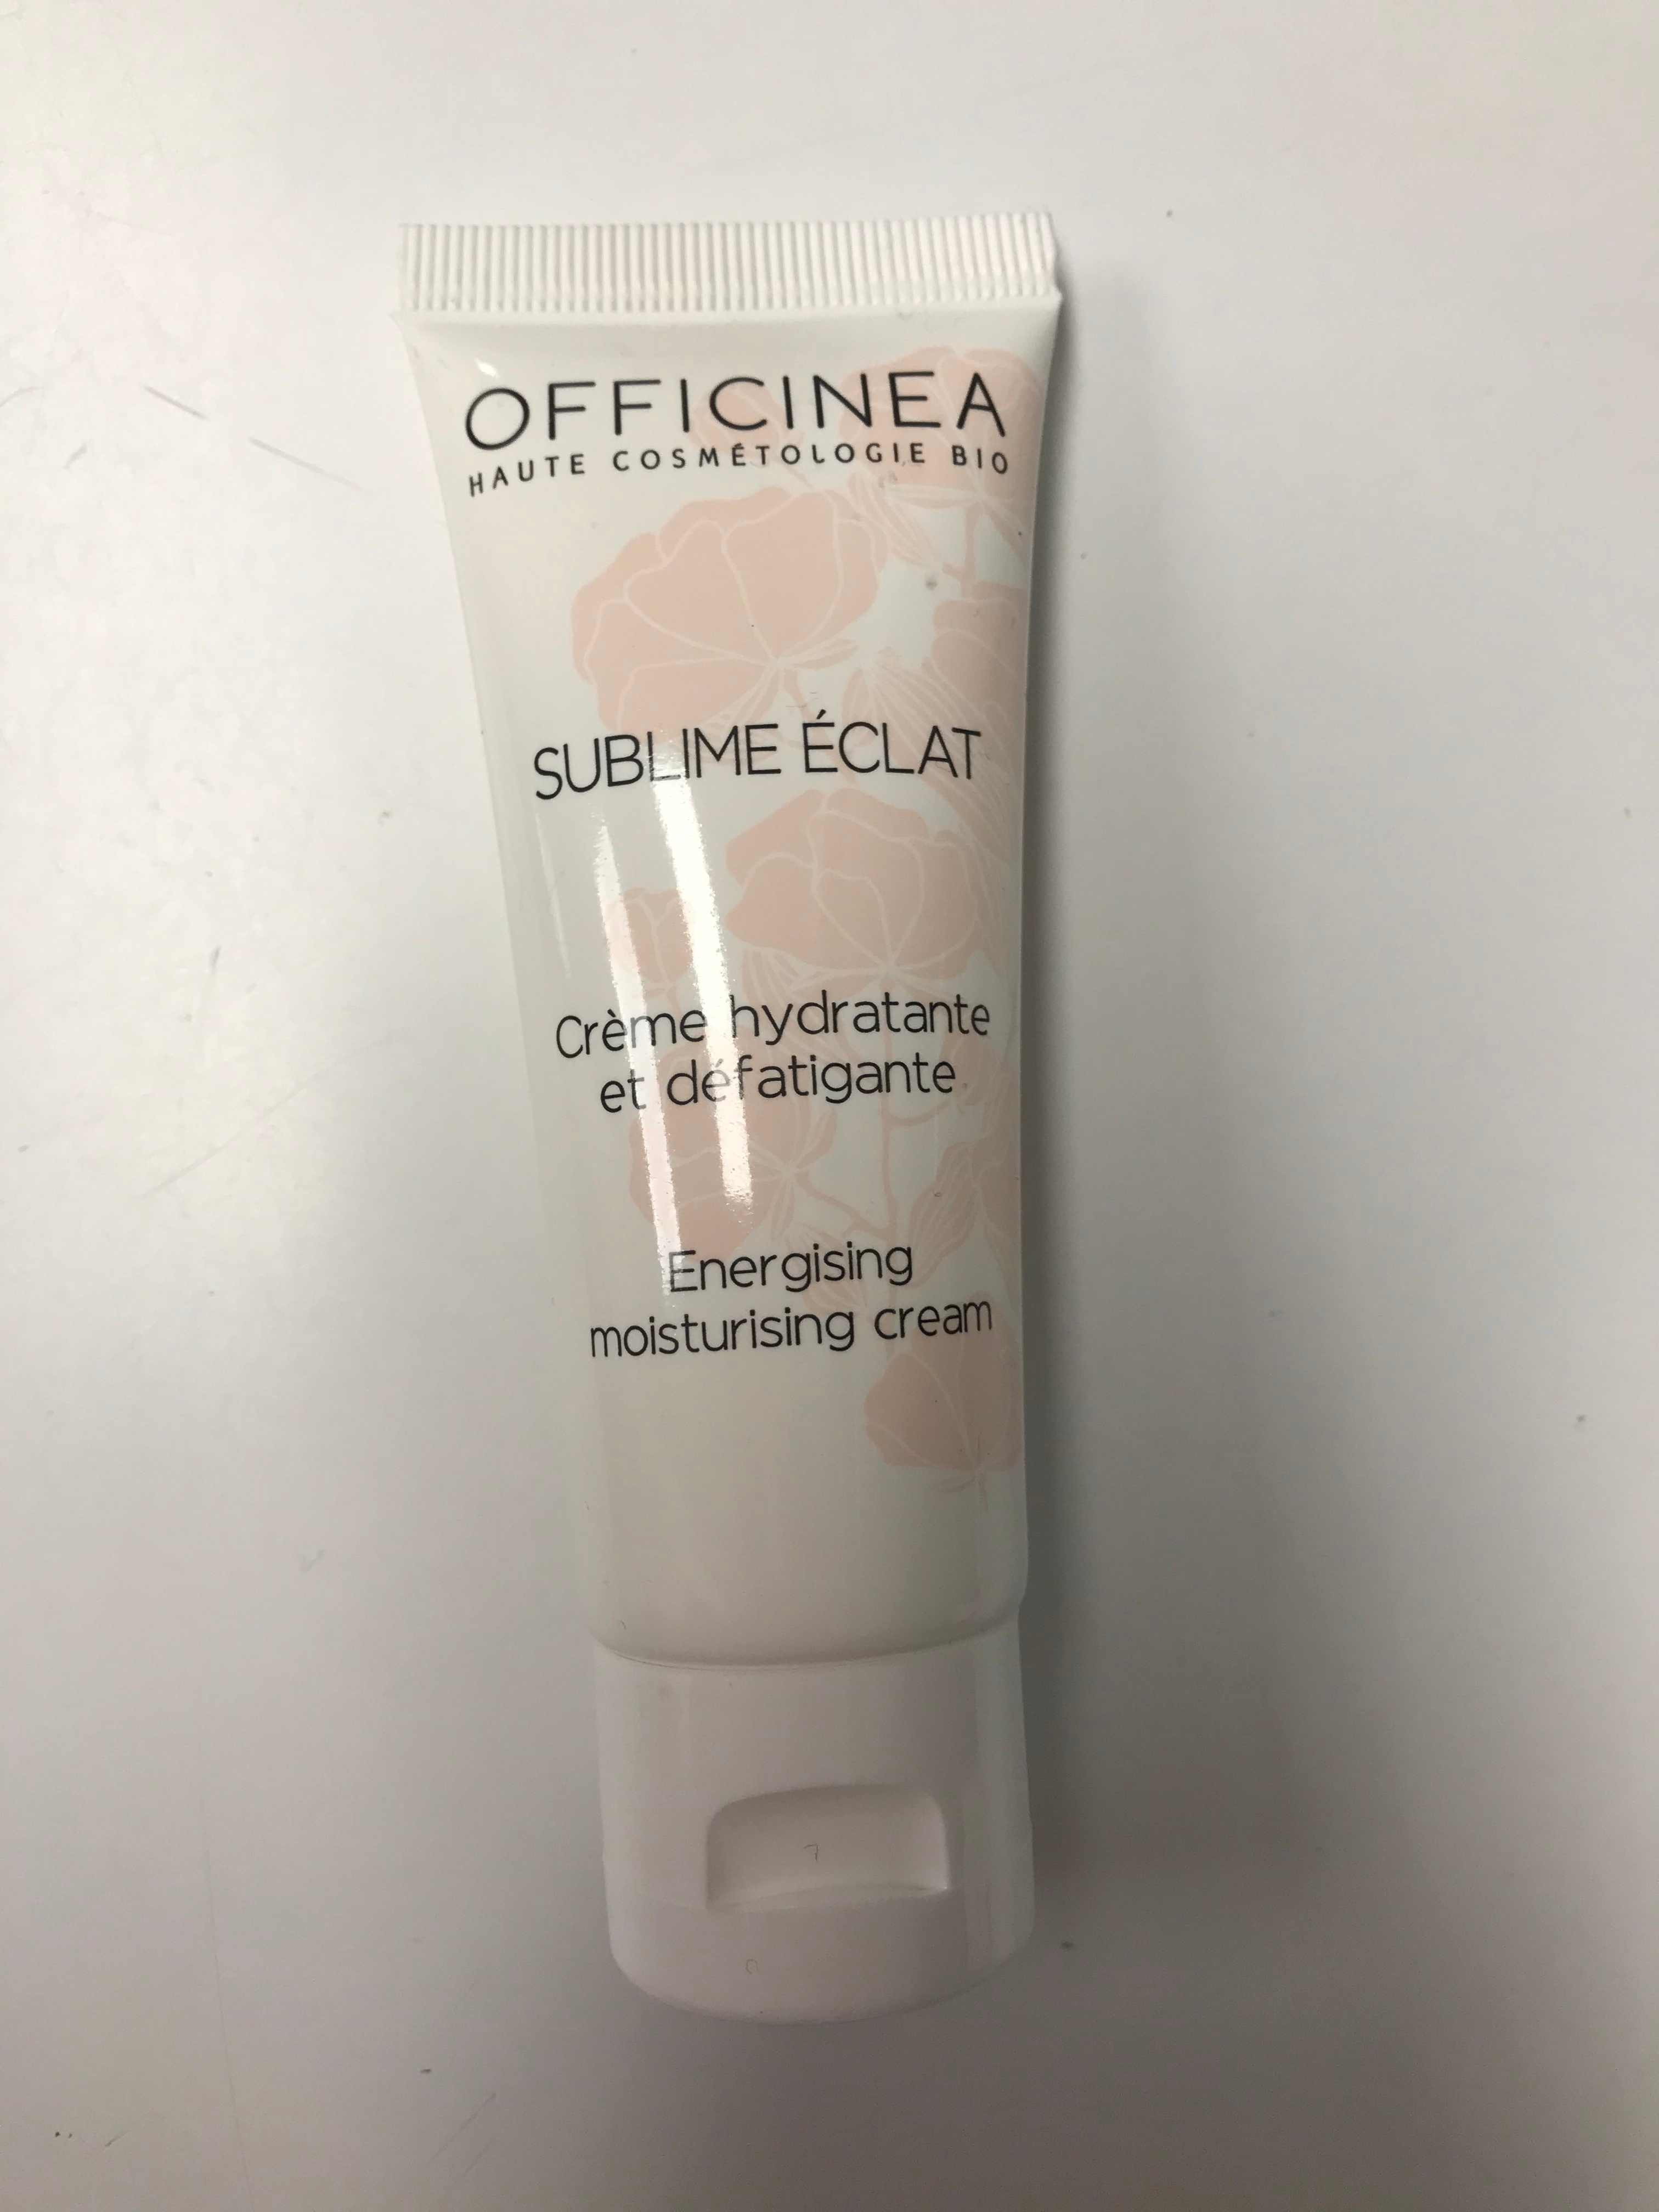 OFFICINEA
HAUTE COSMÉTOLOGIE BIO
SUBLIME ÉCLAT
Crème hydratante
et défatigante
Energising
moisturising cream